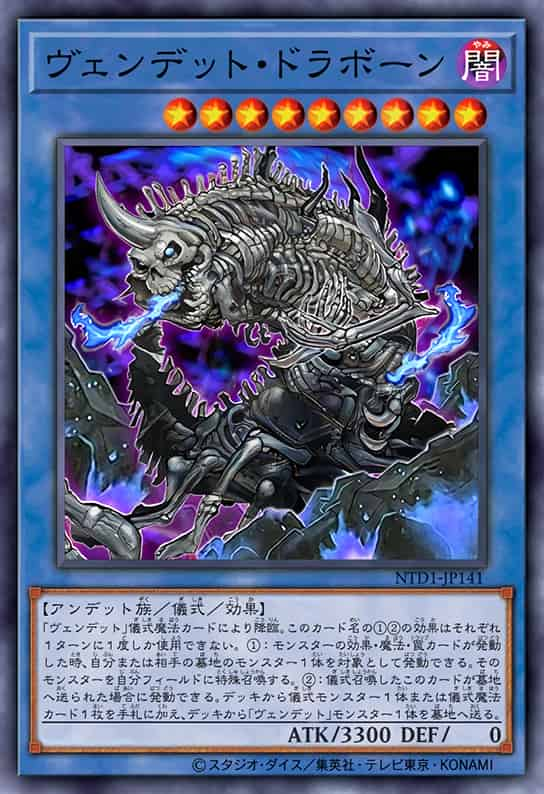 ヴェンデット・ドラボーン
やみ
闇
NTD1-JP141
【アンデット族／儀式／効果】
「ヴェンデット」儀式魔法カードにより降臨。このカード名の①②の効果はそれぞれ
１ターンに１度しか使用できない。①：モンスターの効果・魔法・罠カードが発動
した時、自分または相手の墓地のモンスター１体を対象として発動できる。その
モンスターを自分フィールドに特殊召喚する。②：儀式召喚したこのカードが墓地
へ送られた場合に発動できる。デッキから儀式モンスター１体または儀式魔法
カード１枚を手札に加え、デッキから「ヴェンデット」モンスター１体を墓地へ送る。
ATK/3300 DEF/ 0
©スタジオ・ダイス／集英社・テレビ東京・KONAMI